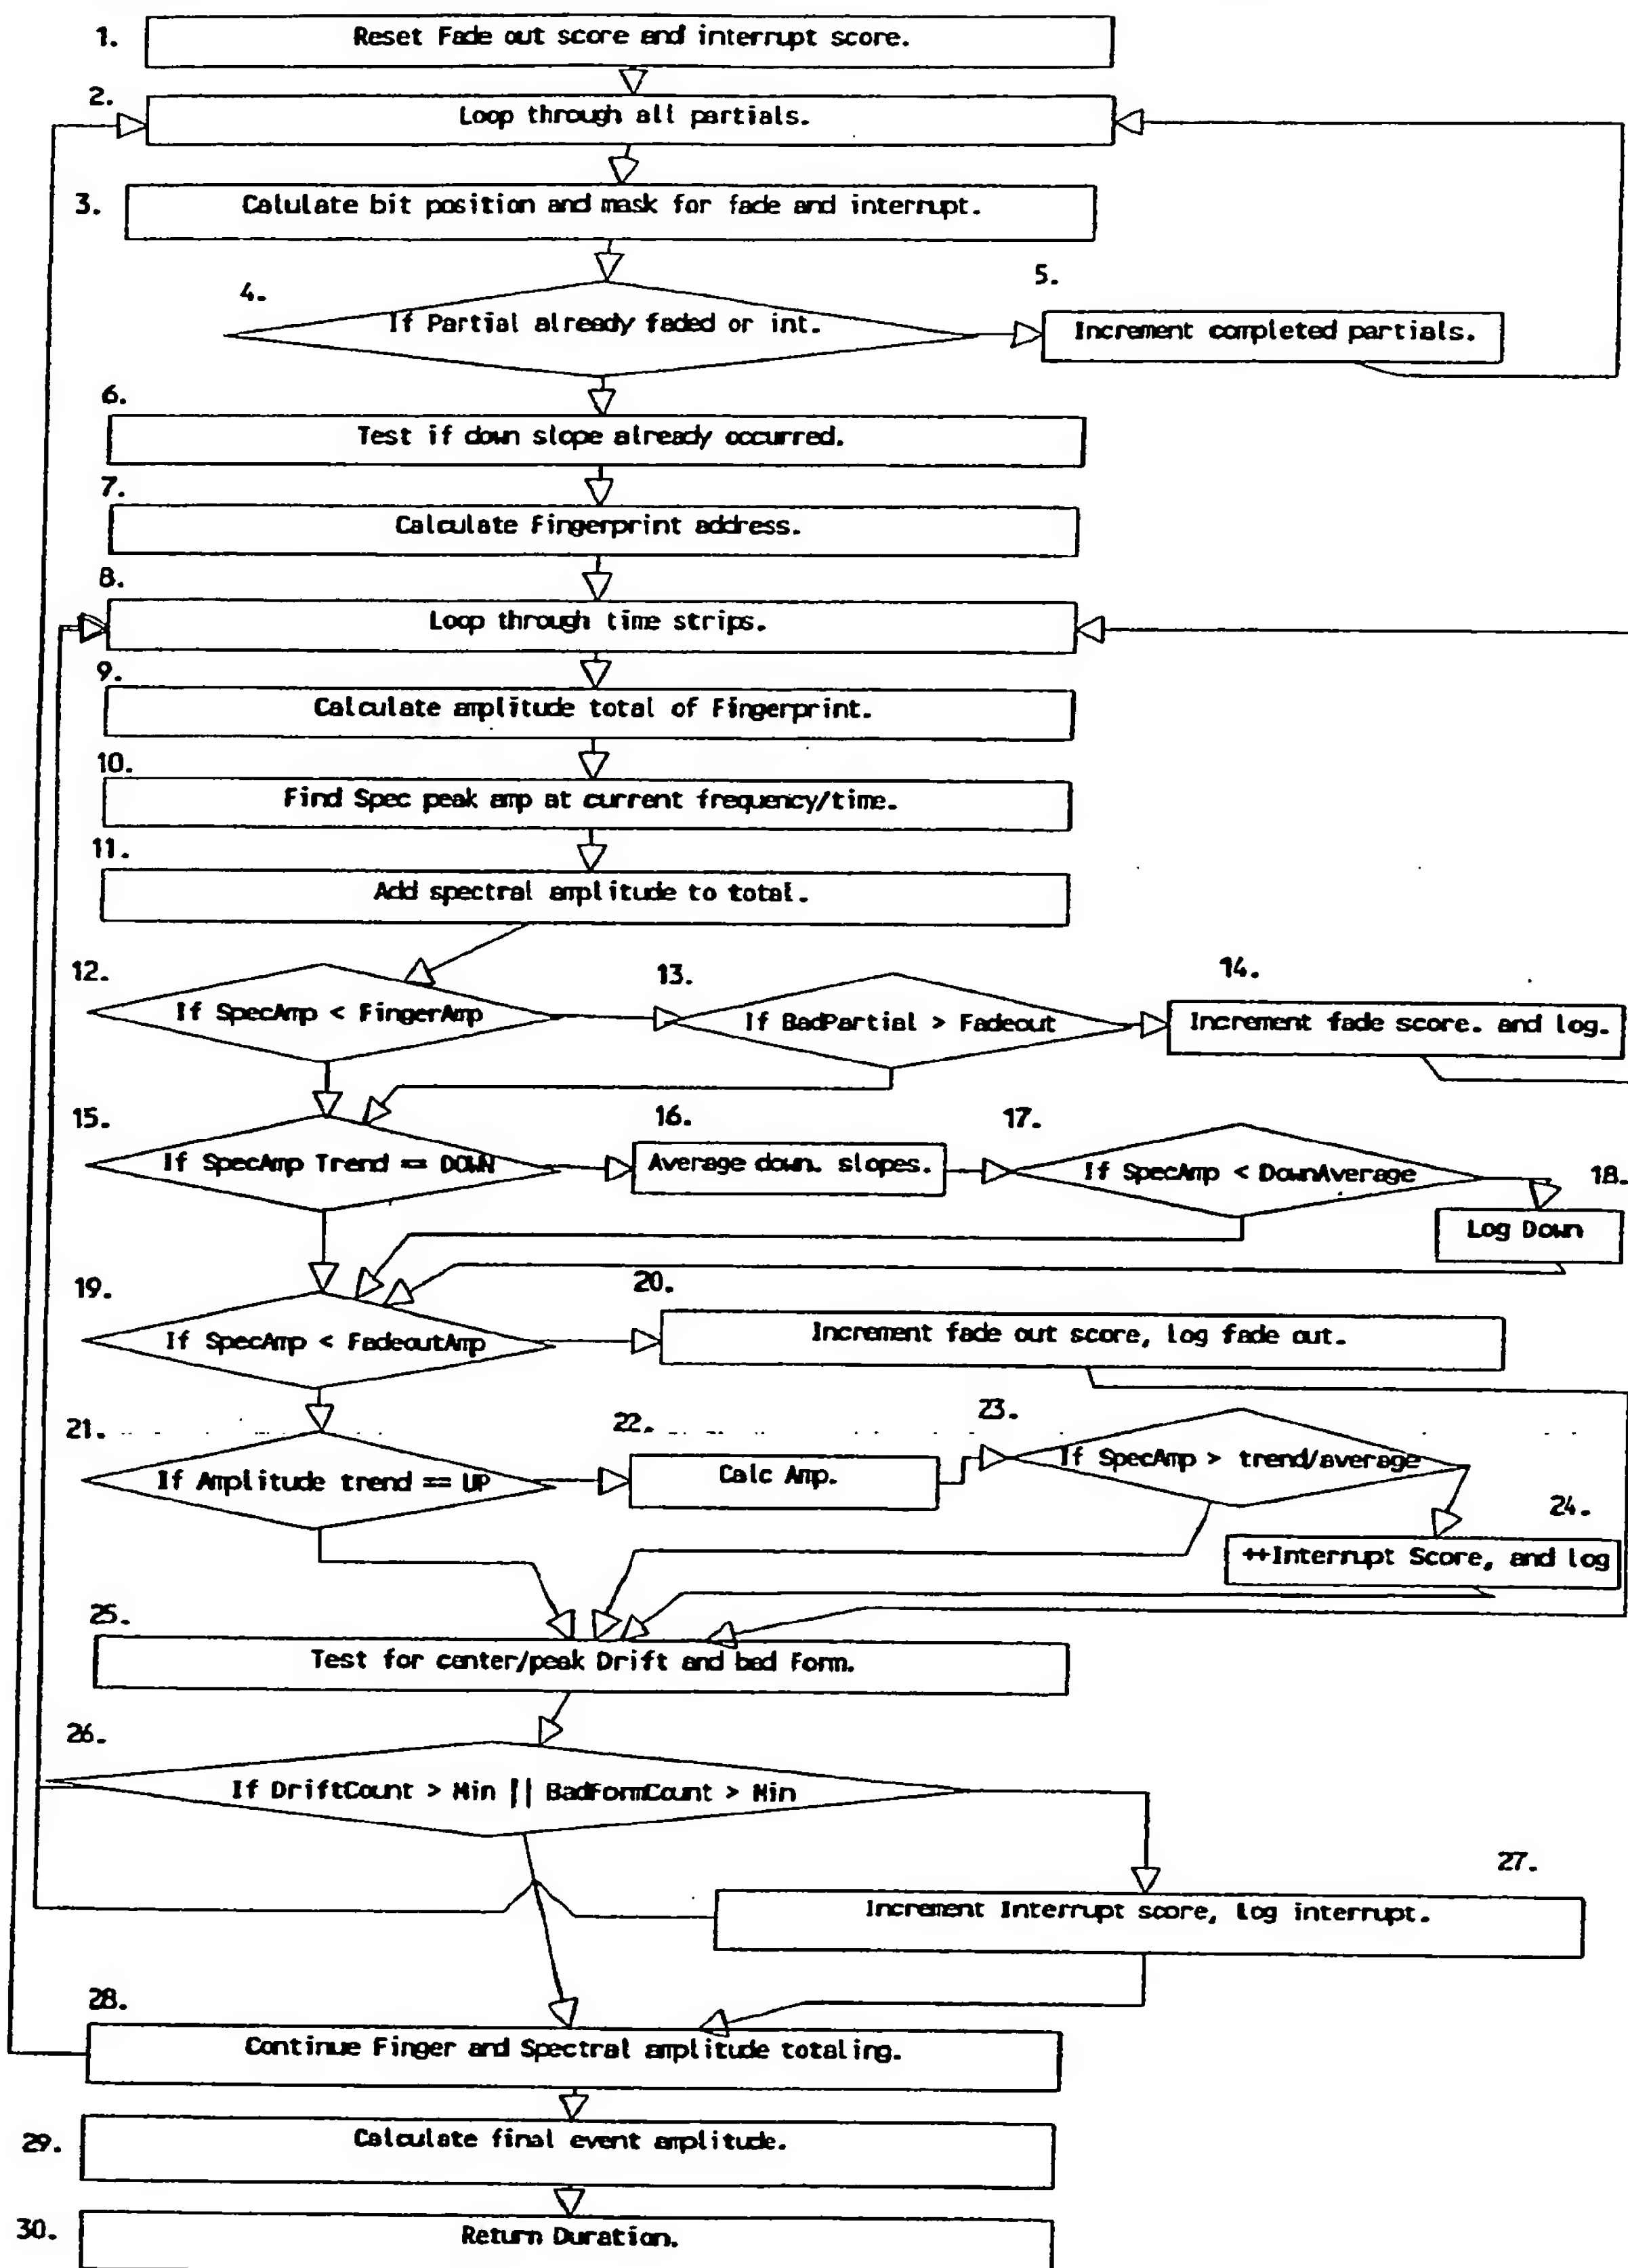 1. Reset Fade out score and interrupt score.
2. Loop through all partials.
3. Calulate bit position and mask for fade and interrupt.
4. If Partial already faded or int.
5. Increment completed partials.
6. Test if down slope already occurred.
7. Calculate Fingerprint address.
8. Loop through time strips.
9. Calculate amplitude total of Fingerprint.
10. Find Spec peak amp at current frequency/time.
11. Add spectral amplitude to total.
12. If SpecAmp < FingerAmp
13. If BadPartial > Fadeout
14. Increment fade score. and log.
15. If SpecAmp Trend == DOWN
16. Average down. slopes.
17. If SpecAmp < DownAverage
18. Log Down
19. If SpecAmp < FadeoutAmp
20. Increment fade out score, log fade out.
21. If Amplitude trend == UP
22. Calc Amp.
23. If SpecAmp > trend/average
24. ++Interrupt Score, and log
25. Test for center/peak Drift and bad Form.
26. If DriftCount > Min || BadFormCount > Min
27. Increment Interrupt score, log interrupt.
28. Continue Finger and Spectral amplitude totaling.
29. Calculate final event amplitude.
30. Return Duration.